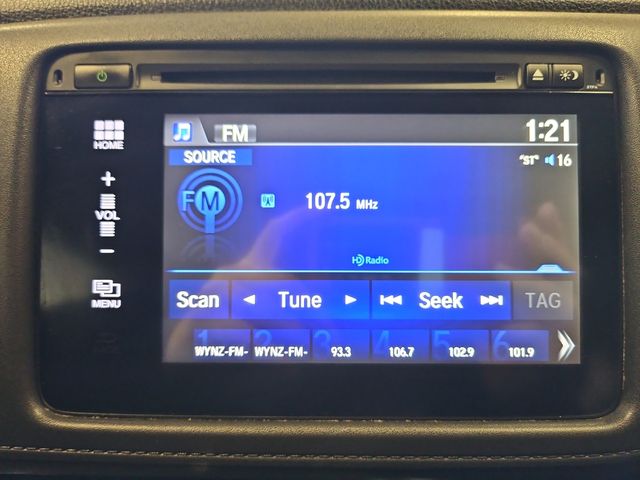 FM
1:21
SOURCE
"ST" 16
FM
107.5 MHz
HD Radio
HOME
+
VOL
-
MENU
Scan Tune Seek TAG
1 WYNZ-FM-
2 WYNZ-FM-
3 93.3
4 106.7
5 102.9
6 101.9